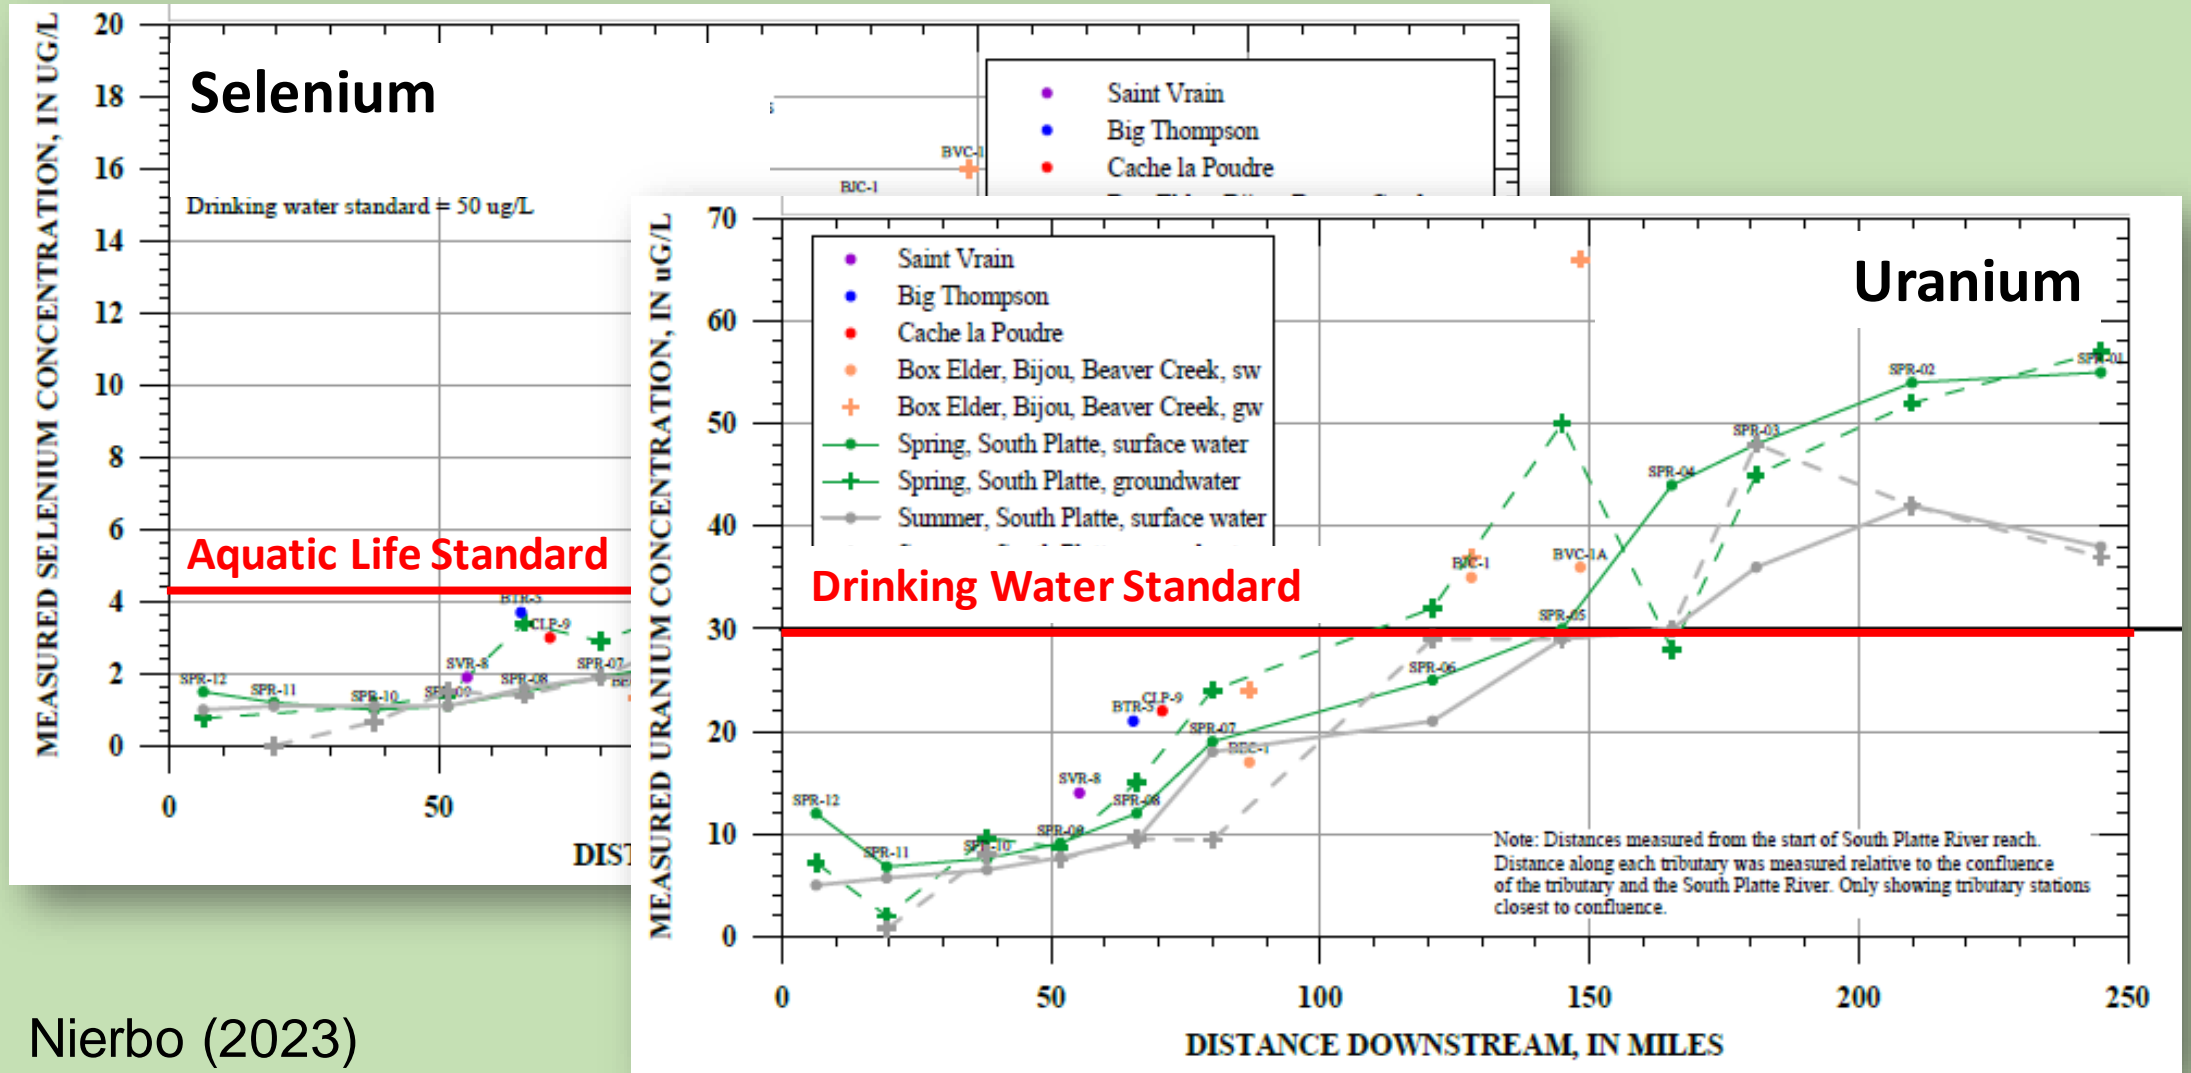 MEASURED SELENIUM CONCENTRATION, IN UG/L
20
18
16
14
12
10
8
6
4
2
0
Selenium
Drinking water standard = 50 ug/L
Aquatic Life Standard
BVC-1
BJC-1
Saint Vrain
Big Thompson
Cache la Poudre
BTR-5
CLP-9
SVR-8
SPR-12
SPR-11
SPR-10
SPR-09
SPR-08
SPR-07
0
50
DIST
MEASURED URANIUM CONCENTRATION, IN uG/L
70
60
50
40
30
20
10
0
Uranium
Saint Vrain
Big Thompson
Cache la Poudre
Box Elder, Bijou, Beaver Creek, sw
Box Elder, Bijou, Beaver Creek, gw
Spring, South Platte, surface water
Spring, South Platte, groundwater
Summer, South Platte, surface water
Drinking Water Standard
SPR-01
SPR-02
SPR-03
SPR-04
BJC-1
BVC-1A
SPR-05
SPR-06
CLP-9
BTR-5
SPR-07
BEC-1
SVR-8
SPR-12
SPR-08
SPR-09
SPR-11
SPR-10
Note: Distances measured from the start of South Platte River reach.
Distance along each tributary was measured relative to the confluence
of the tributary and the South Platte River. Only showing tributary stations
closest to confluence.
0
50
100
150
200
250
DISTANCE DOWNSTREAM, IN MILES
Nierbo (2023)